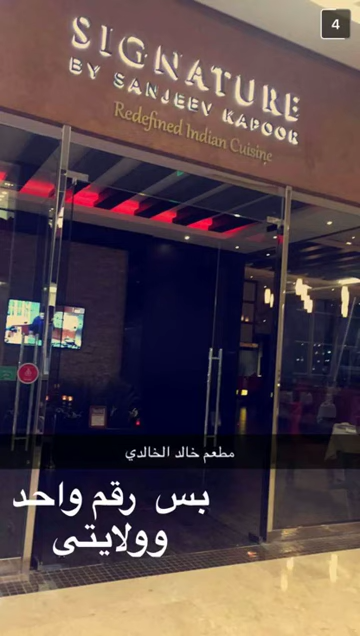 4
SIGNATURE
BY SANJEEV KAPOOR
Redefined Indian Cuisine
مطعم خالد الخالدي
بس رقم واحد
وولايتى